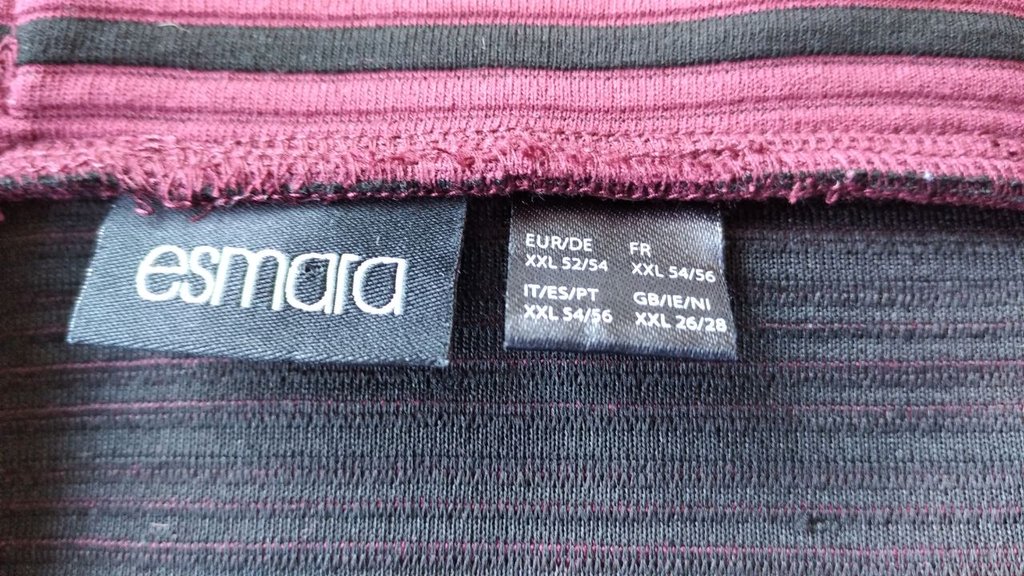 esmara
EUR/DE FR
XXL 52/54 XXL 54/56
IT/ES/PT GB/IE/NI
XXL 54/56 XXL 26/28